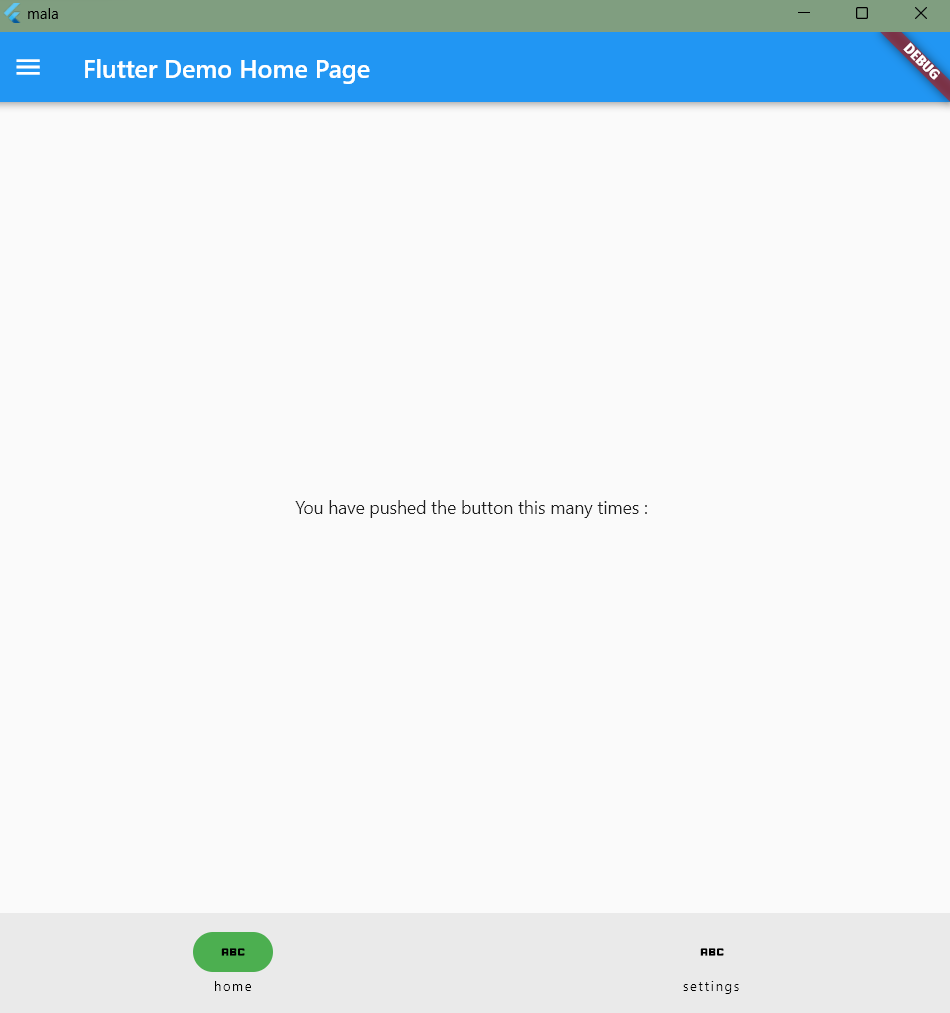 mala
Flutter Demo Home Page
DEBUG
You have pushed the button this many times :
ABC
ABC
home
settings